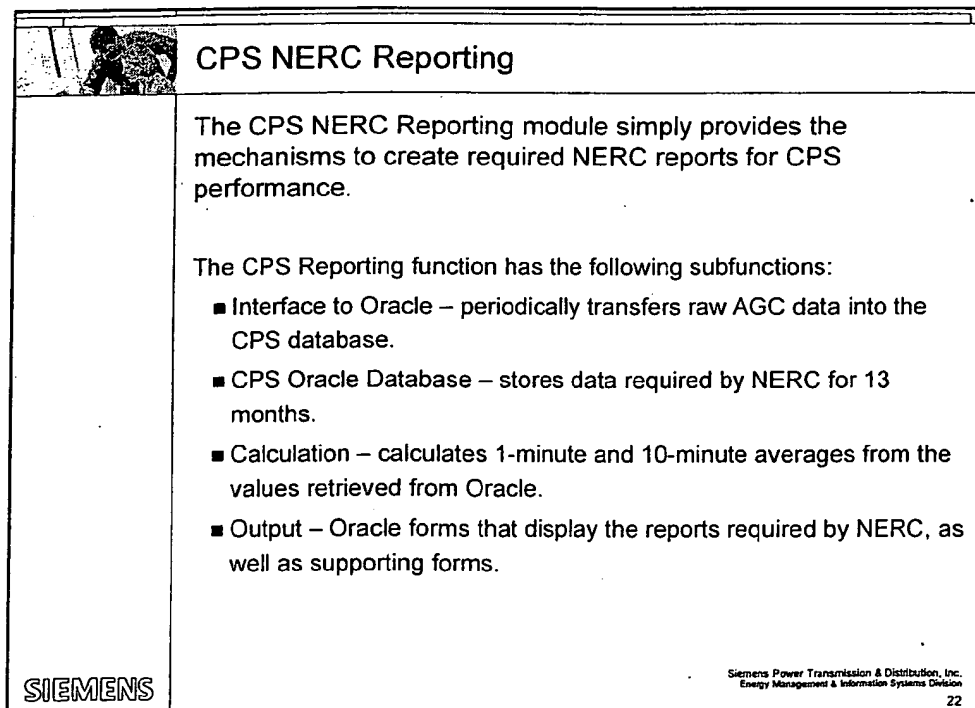 CPS NERC Reporting
The CPS NERC Reporting module simply provides the
mechanisms to create required NERC reports for CPS
performance.
The CPS Reporting function has the following subfunctions:
■ Interface to Oracle – periodically transfers raw AGC data into the
CPS database.
■ CPS Oracle Database – stores data required by NERC for 13
months.
■ Calculation – calculates 1-minute and 10-minute averages from the
values retrieved from Oracle.
■ Output – Oracle forms that display the reports required by NERC, as
well as supporting forms.
SIEMENS
Siemens Power Transmission & Distribution, Inc.
Energy Management & Information Systems Division
22